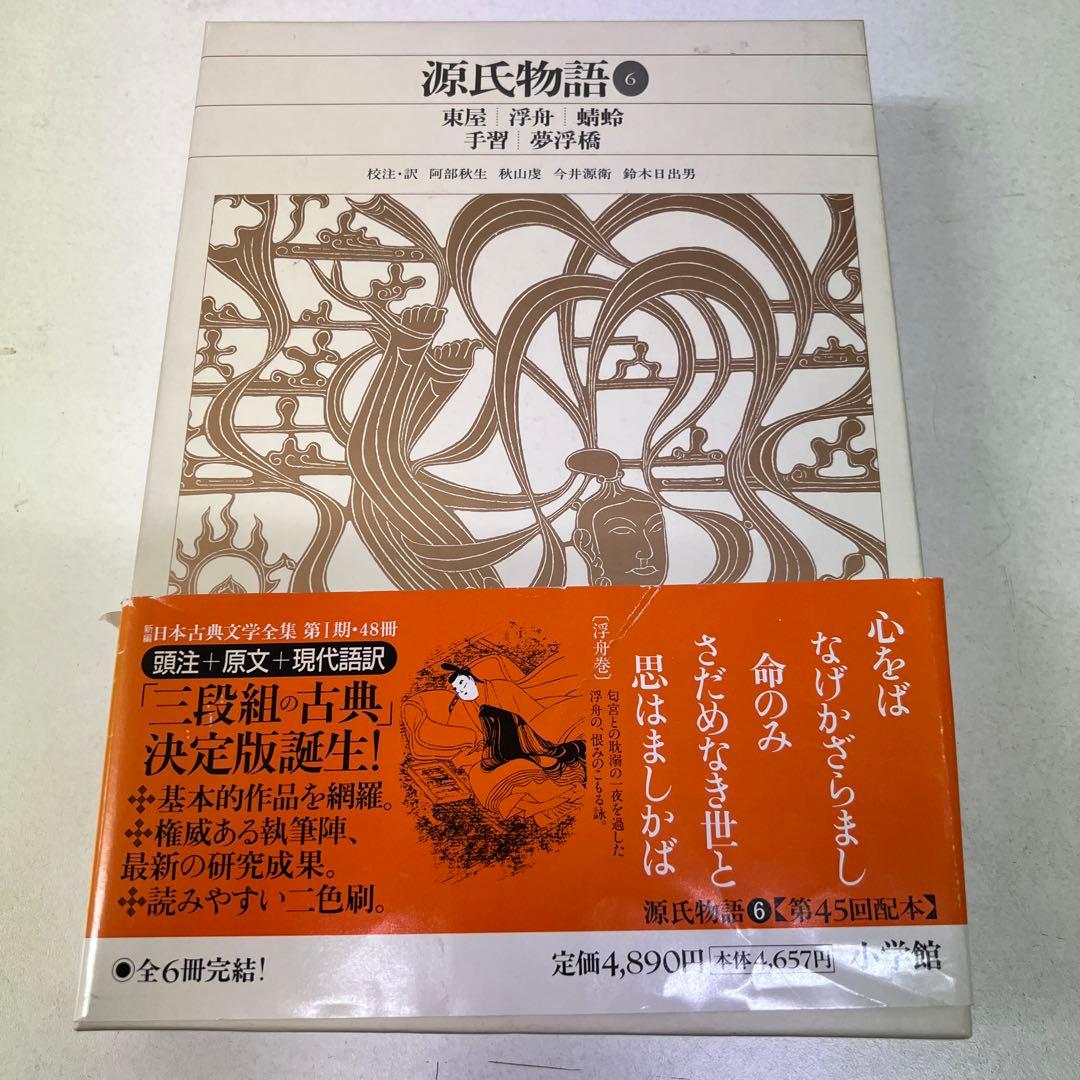 源氏物語6
東屋 浮舟 蜻蛉
手習 夢浮橋
校注・訳 阿部秋生 秋山虔 今井源衛 鈴木日出男
新編日本古典文学全集 第Ⅰ期・48冊
頭注+原文+現代語訳
「三段組の古典」
決定版誕生!
基本的作品を網羅。
権威ある執筆陣、
最新の研究成果。
読みやすい二色刷。
心をば
なげかざらまし
命のみ
さだめなき世と
思はましかば
〔浮舟巻〕
匂宮との耽溺の一夜を過した
浮舟の、恨みのこもる詠。
源氏物語6【第45回配本】
●全6冊完結!
定価4,890円 本体4,657円 小学館